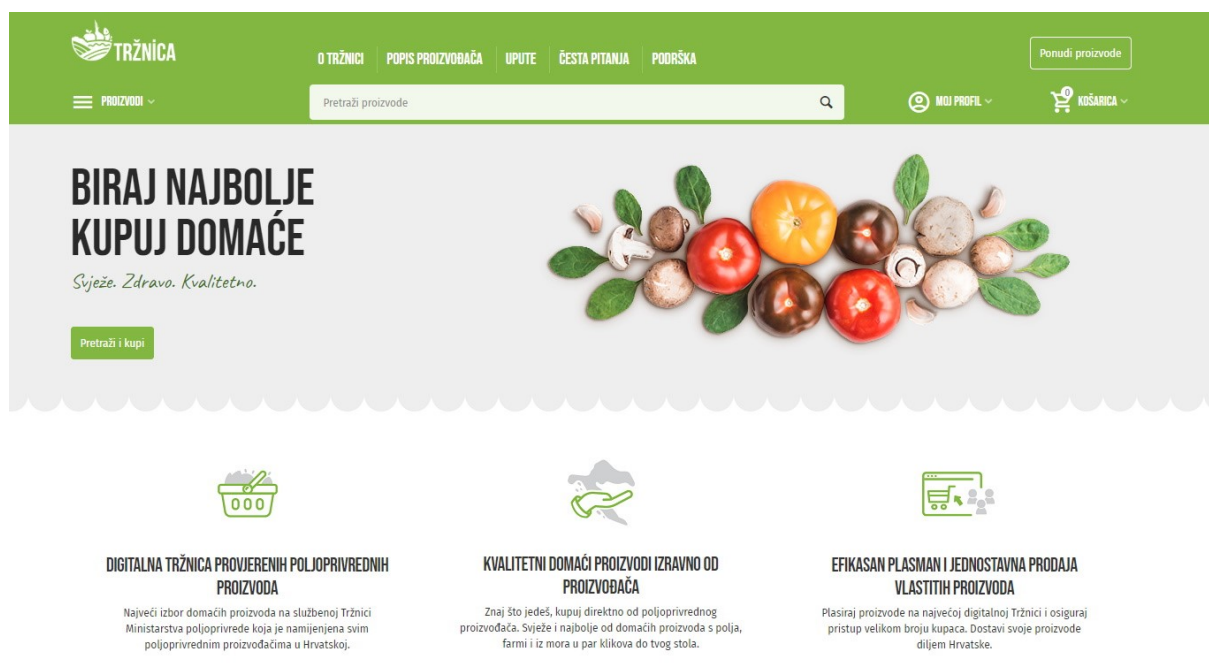 TRŽNICA
O TRŽNICI
POPIS PROIZVOĐAČA
UPUTE
ČESTA PITANJA
PODRŠKA
Ponudi proizvode
PROIZVODI
Pretraži proizvode
MOJ PROFIL
0
KOŠARICA
BIRAJ NAJBOLJE
KUPUJ DOMAĆE
Svježe. Zdravo. Kvalitetno.
Pretraži i kupi
DIGITALNA TRŽNICA PROVJERENIH POLJOPRIVREDNIH
PROIZVODA
Najveći izbor domaćih proizvoda na službenoj Tržnici
Ministarstva poljoprivrede koja je namijenjena svim
poljoprivrednim proizvođačima u Hrvatskoj.
KVALITETNI DOMAĆI PROIZVODI IZRAVNO OD
PROIZVOĐAČA
Znaj što jedeš, kupuj direktno od poljoprivrednog
proizvođača. Svježe i najbolje od domaćih proizvoda s polja,
farmi i iz mora u par klikova do tvog stola.
EFIKASAN PLASMAN I JEDNOSTAVNA PRODAJA
VLASTITIH PROIZVODA
Plasiraj proizvode na najvećoj digitalnoj Tržnici i osiguraj
pristup velikom broju kupaca. Dostavi svoje proizvode
diljem Hrvatske.